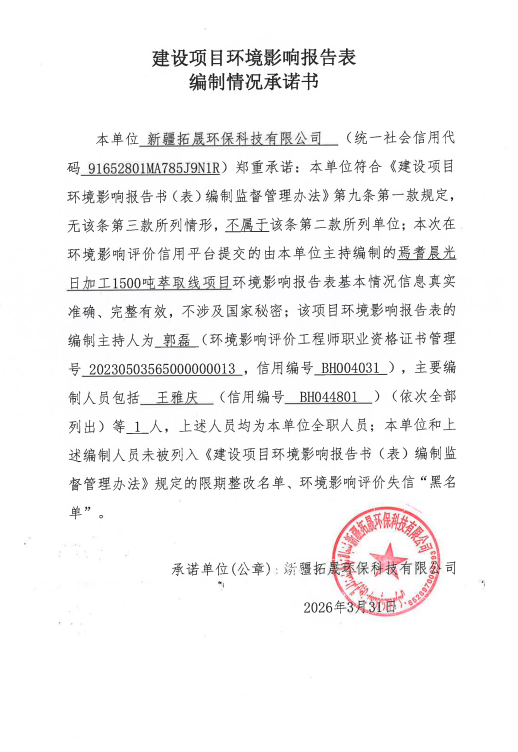 建设项目环境影响报告表
编制情况承诺书
本单位 新疆拓晟环保科技有限公司 （统一社会信用代
码 91652801MA785J9N1R）郑重承诺：本单位符合《建设项目
环境影响报告书（表）编制监督管理办法》第九条第一款规定，
无该条第三款所列情形，不属于该条第二款所列单位；本次在
环境影响评价信用平台提交的由本单位主持编制的焉耆晨光
日加工1500吨萃取线项目环境影响报告表基本情况信息真实
准确、完整有效，不涉及国家秘密；该项目环境影响报告表的
编制主持人为 郭磊（环境影响评价工程师职业资格证书管理
号 20230503565000000013 ，信用编号 BH004031 ），主要编
制人员包括 王雅庆 （信用编号 BH044801 ）（依次全部
列出）等 1 人，上述人员均为本单位全职人员；本单位和上
述编制人员未被列入《建设项目环境影响报告书（表）编制监
督管理办法》规定的限期整改名单、环境影响评价失信“黑名
单”。
新疆拓晟环保科技有限公司
承诺单位(公章)：新疆拓晟环保科技有限公司
2026年3月31日